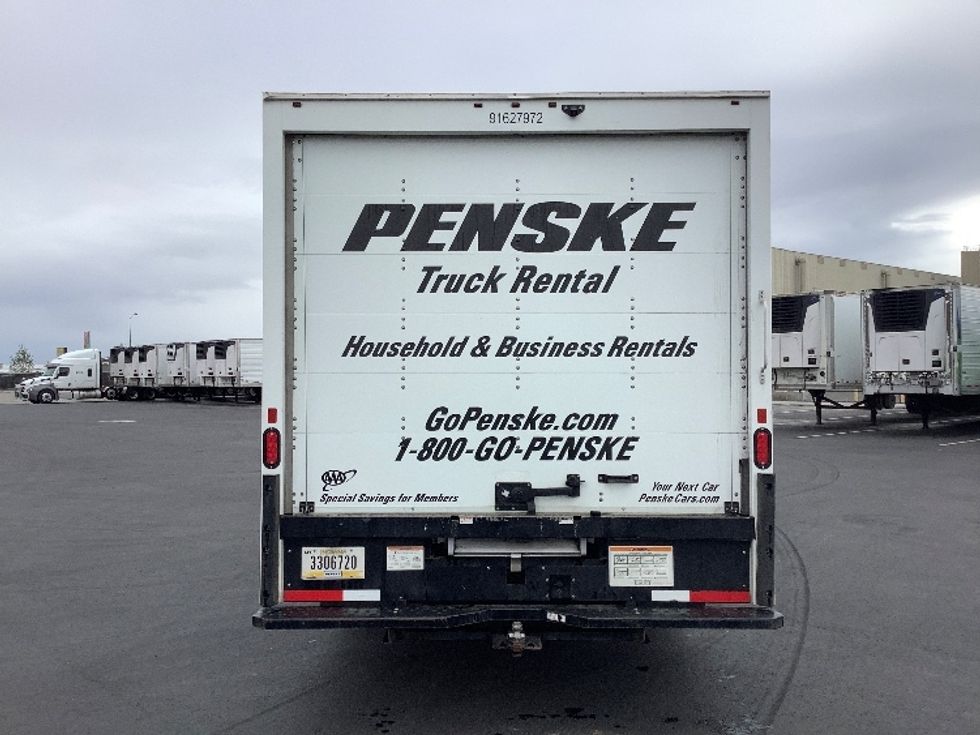 91627972
PENSKE
Truck Rental
Household & Business Rentals
GoPenske.com
1-800-GO-PENSKE
AAA
Special Savings for Members
Your Next Car
PenskeCars.com
INDIANA
3306720